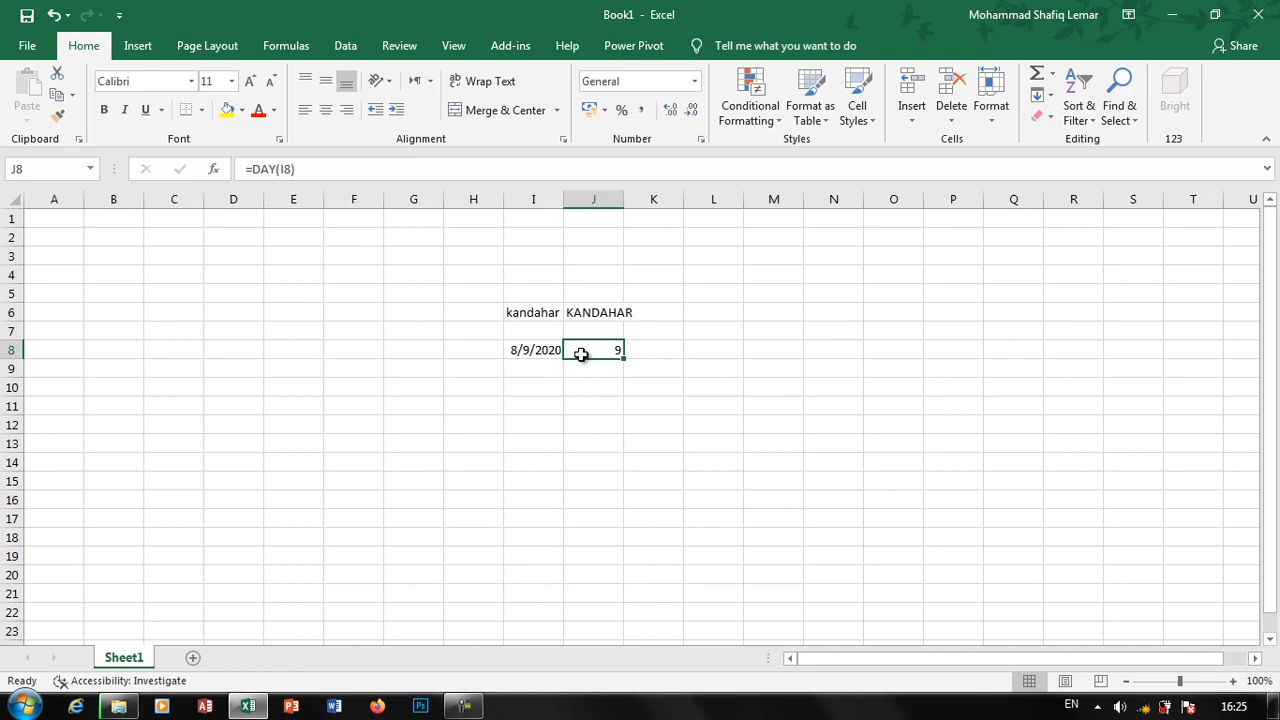 Book1 - Excel
Mohammad Shafiq Lemar
File Home Insert Page Layout Formulas Data Review View Add-ins Help Power Pivot Tell me what you want to do Share
Paste
Clipboard
Calibri 11
B I U A
Font
Wrap Text
Merge & Center
Alignment
General
%
Number
Conditional Formatting
Format as Table
Cell Styles
Styles
Insert
Delete
Format
Cells
Sort & Filter
Find & Select
Editing
Bright
123
J8 fx =DAY(I8)
A B C D E F G H I J K L M N O P Q R S T U
1
2
3
4
5
6 kandahar KANDAHAR
7
8 8/9/2020 9
9
10
11
12
13
14
15
16
17
18
19
20
21
22
23
Sheet1
Ready Accessibility: Investigate 100%
EN 16:25